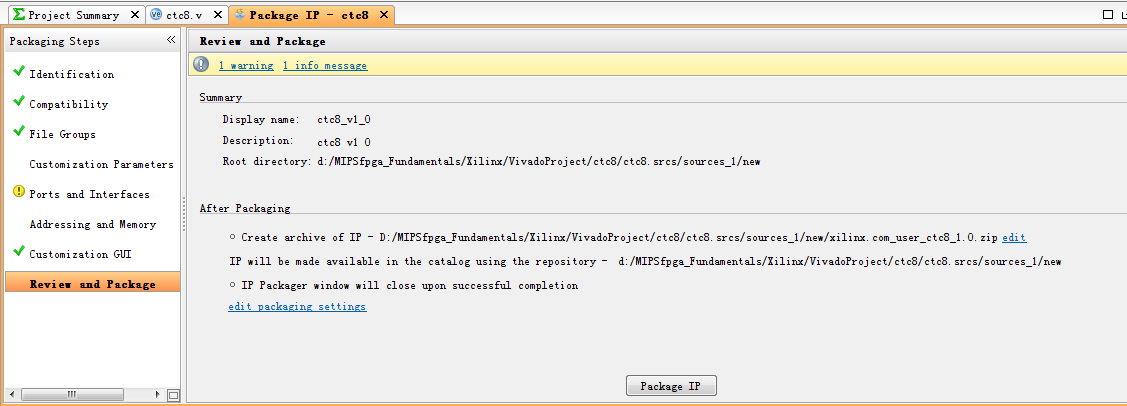 Project Summary
ctc8.v
Package IP - ctc8
Packaging Steps
Identification
Compatibility
File Groups
Customization Parameters
Ports and Interfaces
Addressing and Memory
Customization GUI
Review and Package
Review and Package
1 warning 1 info message
Summary
Display name: ctc8_v1_0
Description: ctc8 v1 0
Root directory: d:/MIPSfpga_Fundamentals/Xilinx/VivadoProject/ctc8/ctc8.srcs/sources_1/new
After Packaging
Create archive of IP - D:/MIPSfpga_Fundamentals/Xilinx/VivadoProject/ctc8/ctc8.srcs/sources_1/new/xilinx.com_user_ctc8_1.0.zip edit
IP will be made available in the catalog using the repository - d:/MIPSfpga_Fundamentals/Xilinx/VivadoProject/ctc8/ctc8.srcs/sources_1/new
IP Packager window will close upon successful completion
edit packaging settings
Package IP